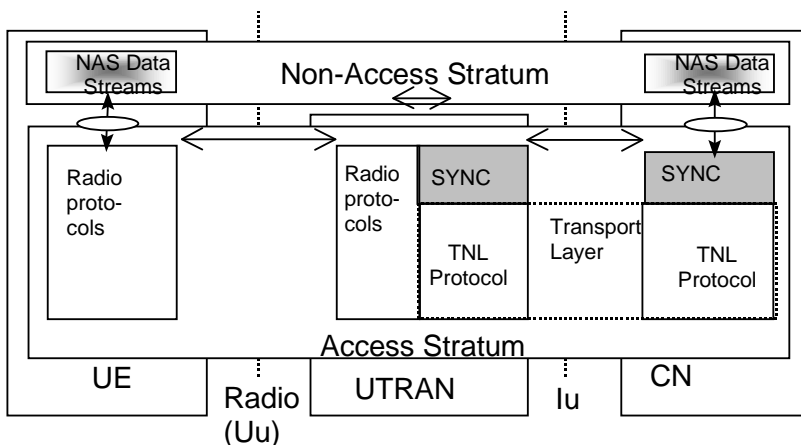 NAS Data
Streams
Non-Access Stratum
NAS Data
Streams
Radio
proto-
cols
Radio
proto-
cols
SYNC
TNL
Protocol
Transport
Layer
SYNC
TNL
Protocol
Access Stratum
UE
Radio
(Uu)
UTRAN
Iu
CN